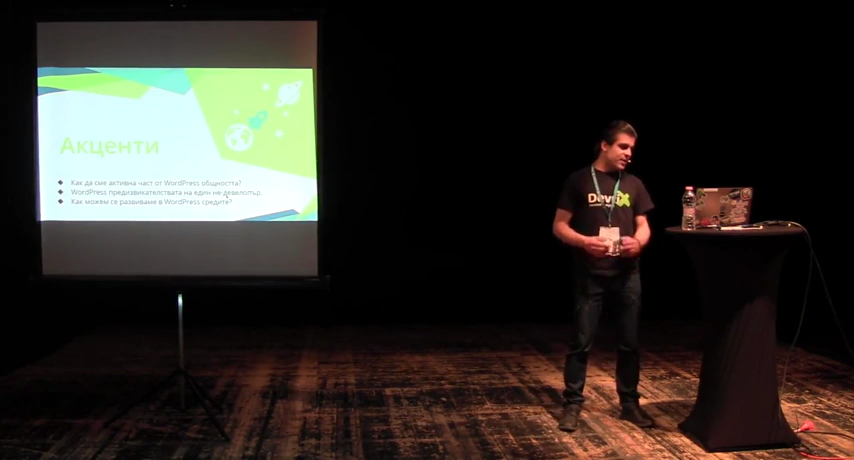 Акценти
Как да сме активна част от WordPress общността?
WordPress предизвикателствата на един не-девелопър.
Как можем се развиваме в WordPress средите?
DevriX